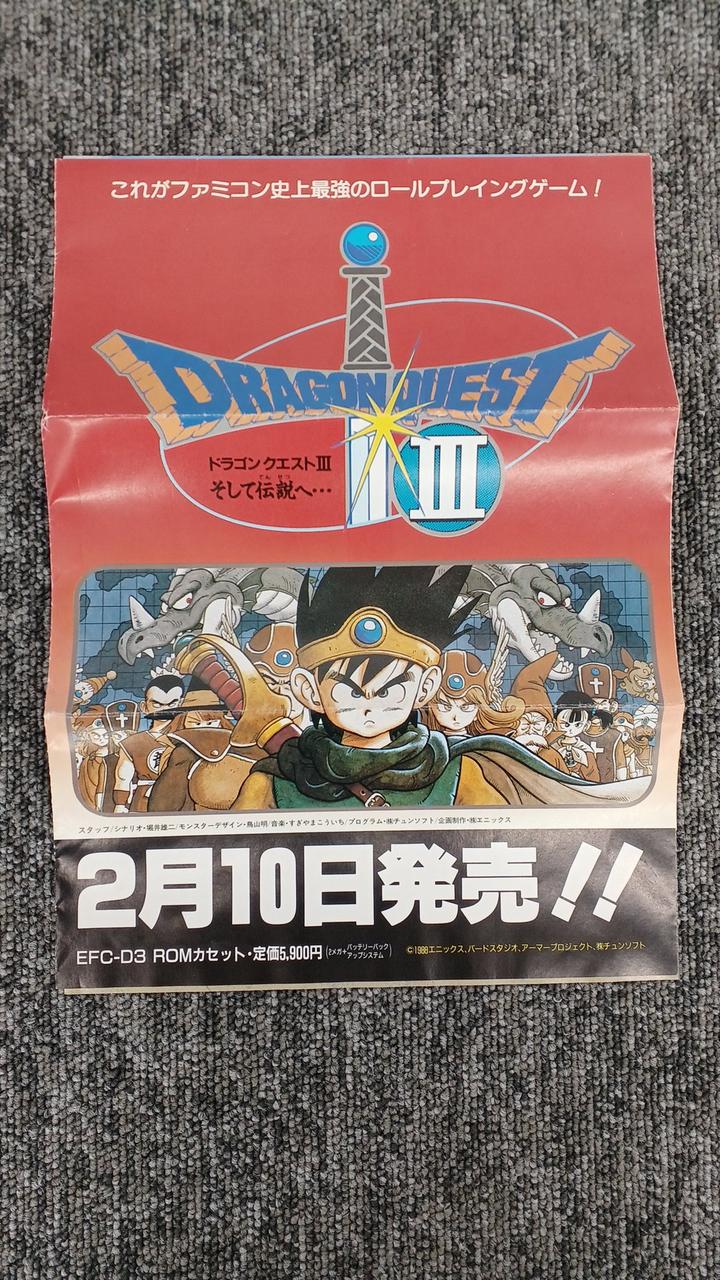 これがファミコン史上最強のロールプレイングゲーム！
DRAGON QUEST
III
ドラゴンクエストIII
そして伝説へ…
でんせつ
スタッフ/シナリオ・堀井雄二/モンスターデザイン・鳥山明/音楽・すぎやまこういち/プログラム・㈱チュンソフト/企画制作・㈱エニックス
2月10日発売!!
EFC-D3 ROMカセット・定価5,900円(2メガ+バッテリーバックアップシステム)
©1988エニックス、バードスタジオ、アーマープロジェクト、㈱チュンソフト